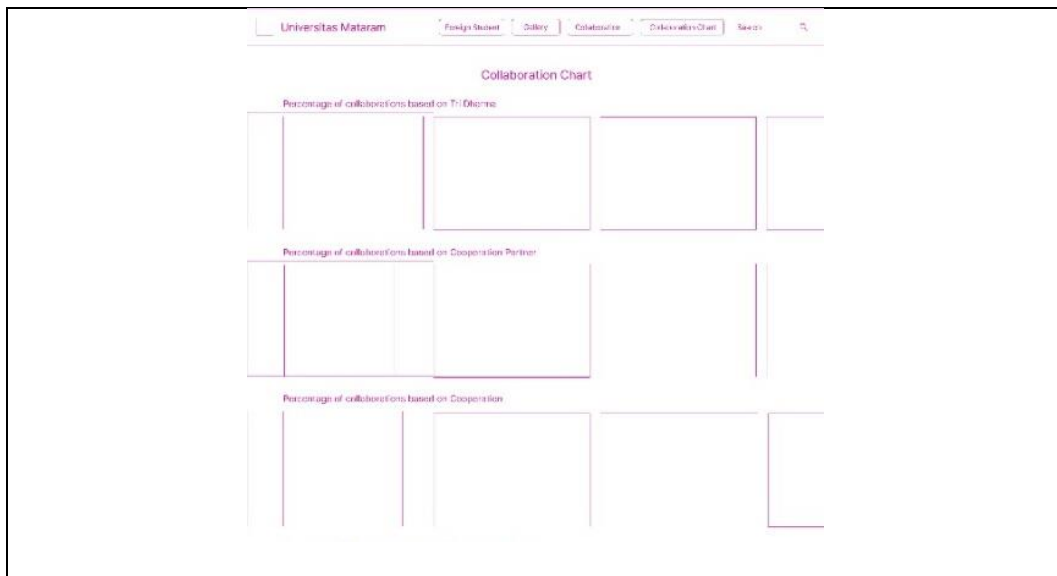 Universitas Mataram
Foreign Student Gallery Collaboration Collaboration Chart Search
Collaboration Chart
Percentage of collaborations based on Tri Dharma
Percentage of collaborations based on Cooperation Partner
Percentage of collaborations based on Cooperation